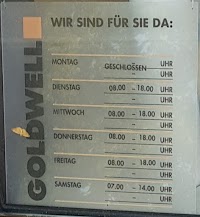 WIR SIND FÜR SIE DA:
GOLDWELL
MONTAG GESCHLOSSEN UHR
- UHR
DIENSTAG 08.00 - 18.00 UHR
- UHR
MITTWOCH 08.00 - 18.00 UHR
- UHR
DONNERSTAG 08.00 - 18.00 UHR
- UHR
FREITAG 08.00 - 18.00 UHR
- UHR
SAMSTAG 07.00 - 14.00 UHR
- UHR